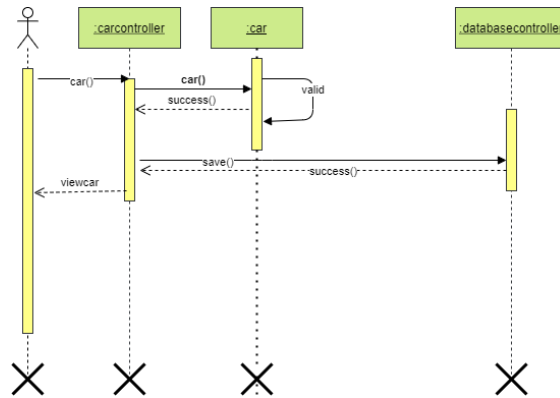 :carcontroller
:car
:databasecontroller
car()
car()
valid
success()
save()
success()
viewcar